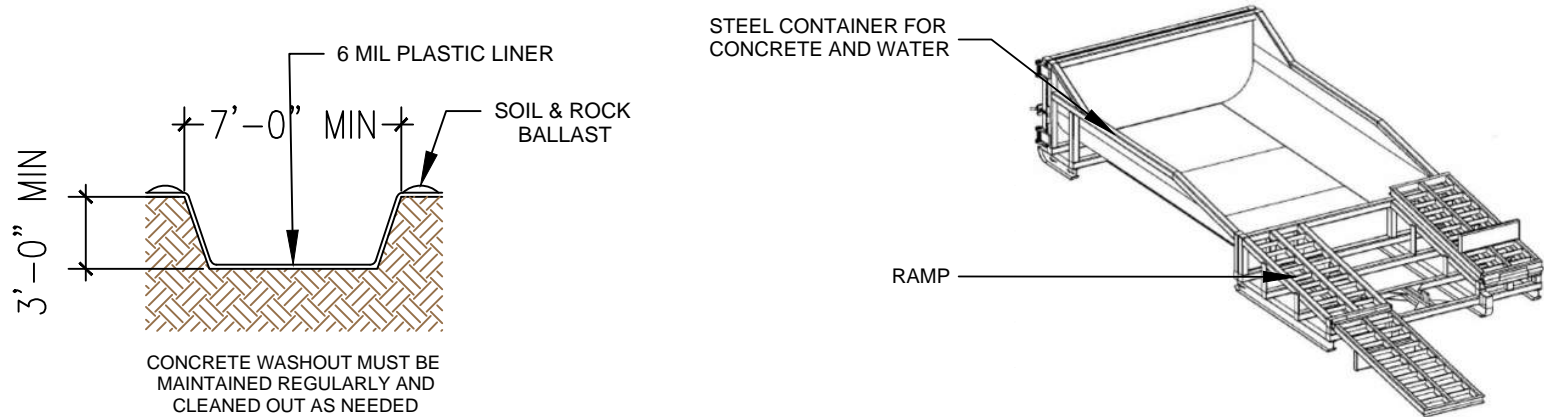 6 MIL PLASTIC LINER
7'-0" MIN
SOIL & ROCK
BALLAST
3'-0" MIN
CONCRETE WASHOUT MUST BE
MAINTAINED REGULARLY AND
CLEANED OUT AS NEEDED
STEEL CONTAINER FOR
CONCRETE AND WATER
RAMP